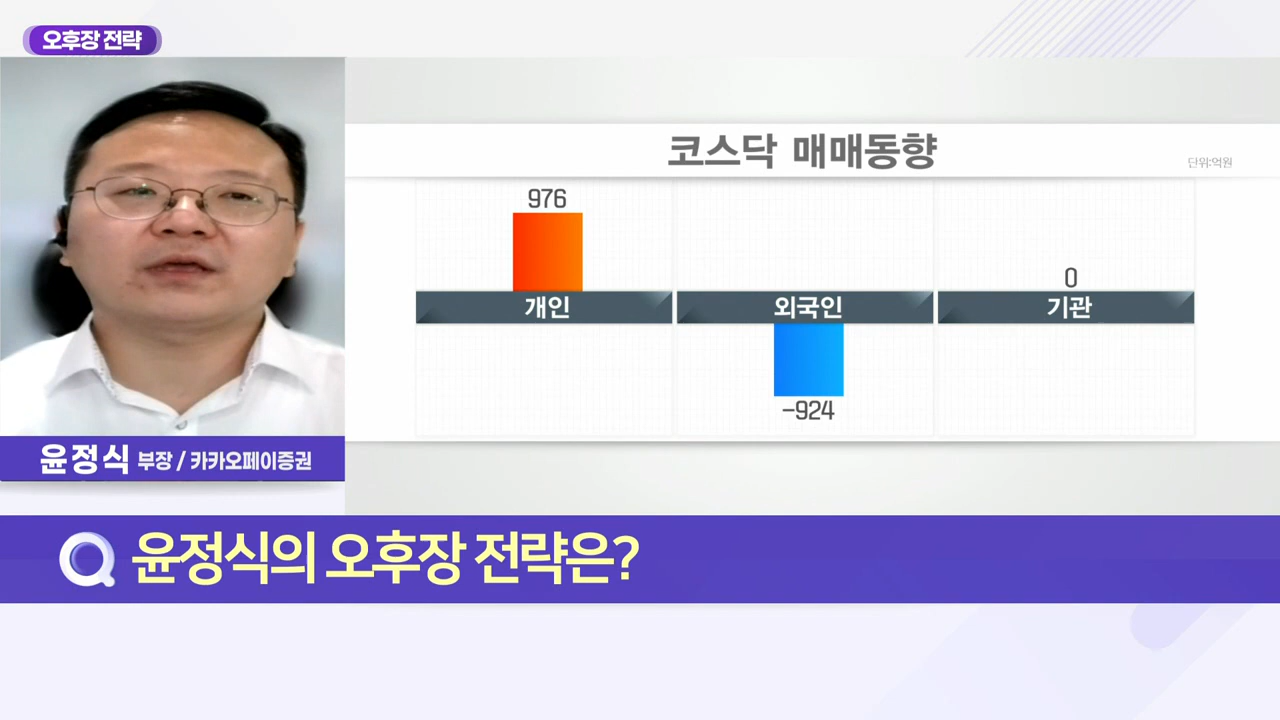 오후장 전략
코스닥 매매동향
단위:억원
976
0
개인
외국인
기관
-924
윤정식 부장 / 카카오페이증권
윤정식의 오후장 전략은?